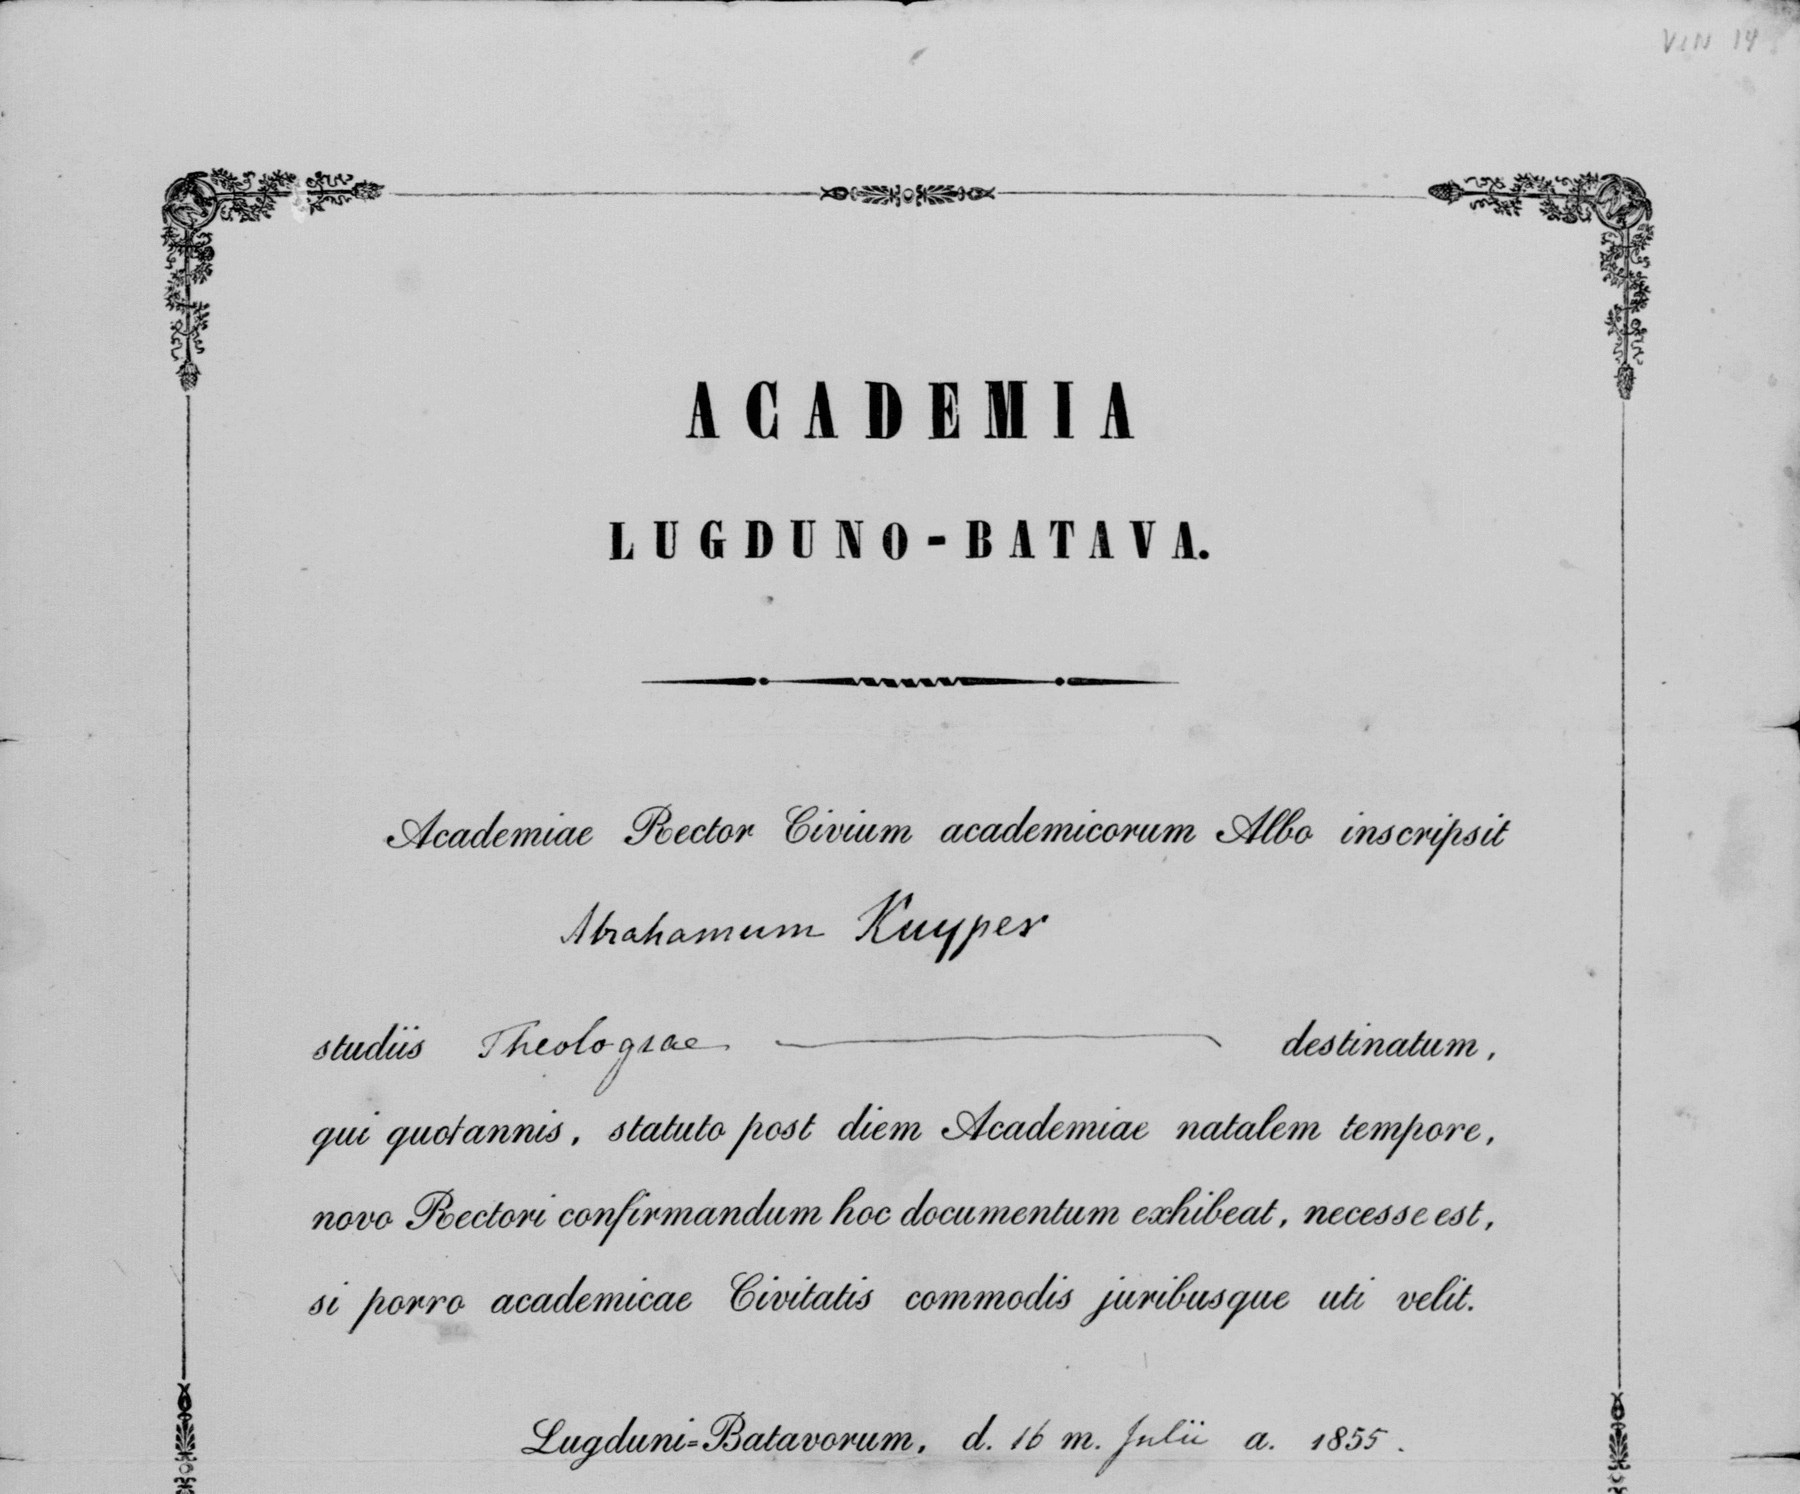 VIN 14
ACADEMIA
LUGDUNO-BATAVA.
Academiae Rector Civium academicorum Albo inscripsit
Abrahamum Kuyper
studiis Theologiae destinatum,
qui quotannis, statuto post diem Academiae natalem tempore,
novo Rectori confirmandum hoc documentum exhibeat, necesse est,
si porro academicae Civitatis commodis juribusque uti velit.
Lugduni=Batavorum, d. 16 m. Julii a. 1855.